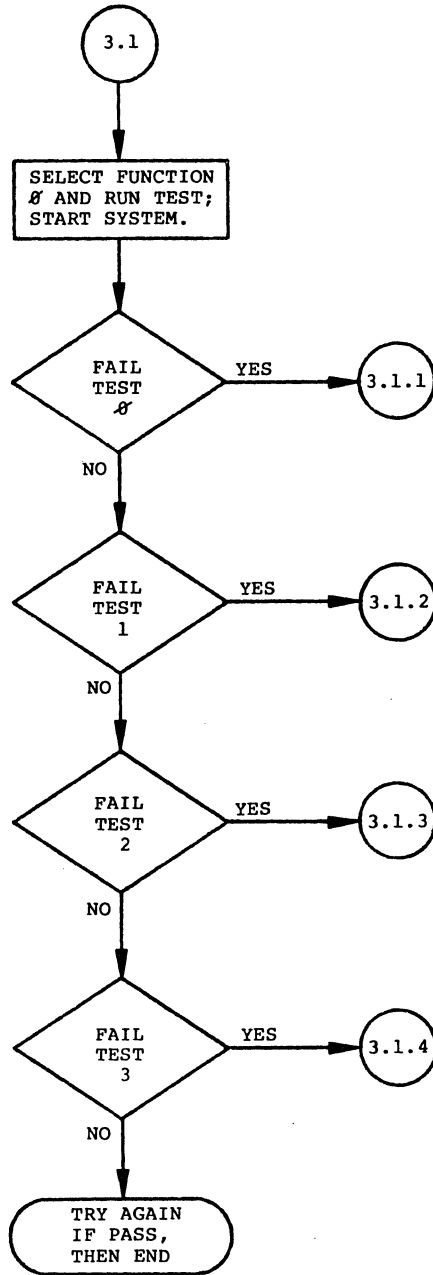 3.1
SELECT FUNCTION
Ø AND RUN TEST;
START SYSTEM.
FAIL
TEST
Ø
YES
3.1.1
NO
FAIL
TEST
1
YES
3.1.2
NO
FAIL
TEST
2
YES
3.1.3
NO
FAIL
TEST
3
YES
3.1.4
NO
TRY AGAIN
IF PASS,
THEN END